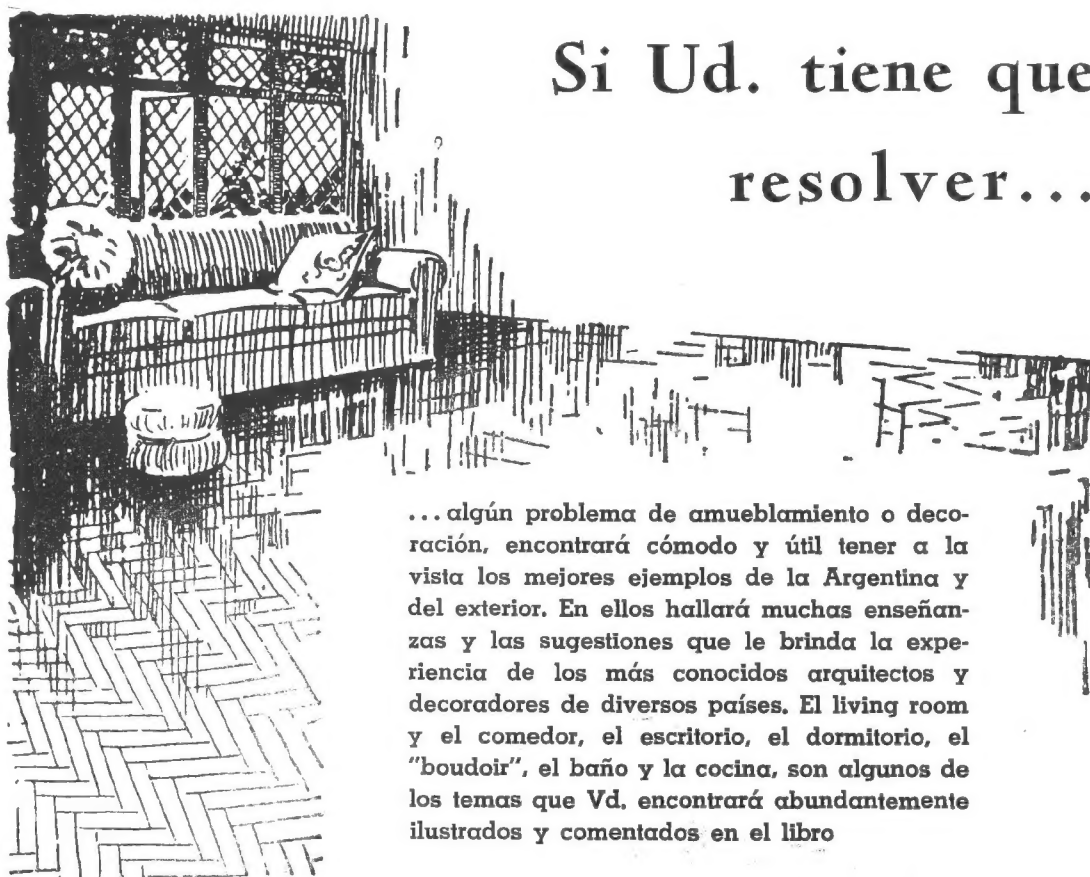 Si Ud. tiene que
resolver...
...algún problema de amueblamiento o deco-
ración, encontrará cómodo y útil tener a la
vista los mejores ejemplos de la Argentina y
del exterior. En ellos hallará muchas enseñan-
zas y las sugestiones que le brinda la expe-
riencia de los más conocidos arquitectos y
decoradores de diversos países. El living room
y el comedor, el escritorio, el dormitorio, el
"boudoir", el baño y la cocina, son algunos de
los temas que Vd. encontrará abundantemente
ilustrados y comentados en el libro